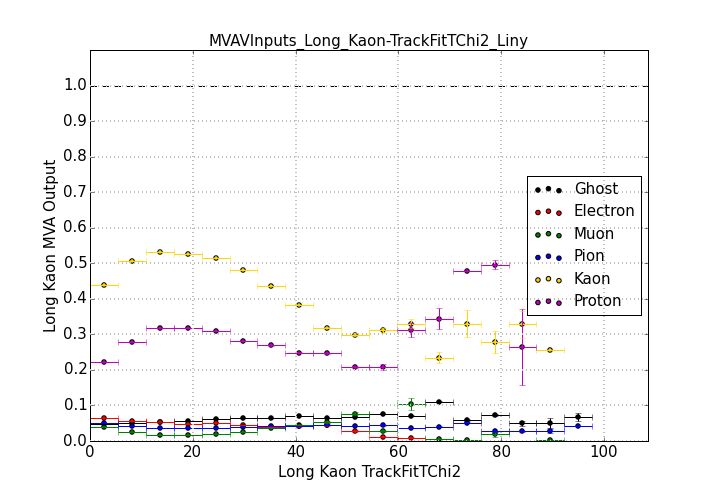 MVAVInputs_Long_Kaon-TrackFitTChi2_Liny
1.0
0.9
0.8
0.7
0.6
0.5
0.4
0.3
0.2
0.1
0.0
Long Kaon MVA Output
Ghost
Electron
Muon
Pion
Kaon
Proton
0 20 40 60 80 100
Long Kaon TrackFitTChi2